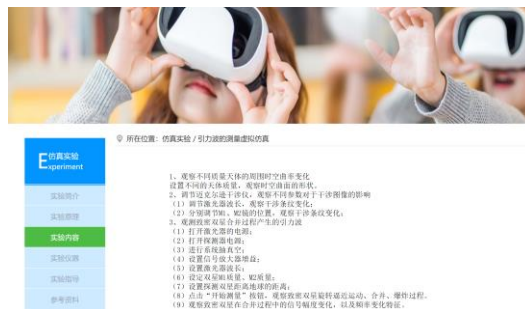 所在位置：仿真实验 / 引力波的测量虚拟仿真
仿真实验
Experiment
实验简介
实验原理
实验内容
实验仪器
实验指导
参考资料
1、观察不同质量天体的周围时空曲率变化
设置不同的天体质量，观察时空曲面的形状。
2、调节迈克尔逊干涉仪，观察不同参数对于干涉图像的影响
（1）调节激光器波长，观察干涉条纹变化；
（2）分别调节M1、M2镜的位置，观察干涉条纹变化；
3、观测致密双星合并过程产生的引力波
（1）打开激光器的电源；
（2）打开探测器电源；
（3）进行系统抽真空；
（4）设置信号放大器增益；
（5）设置激光器波长；
（6）设定双星M1质量、M2质量；
（7）设置探测双星距离地球的距离；
（8）点击“开始测量”按钮，观察致密双星旋转逼近运动、合并、爆炸过程。
（9）观察致密双星在合并过程中的信号幅度变化，以及频率变化特征。